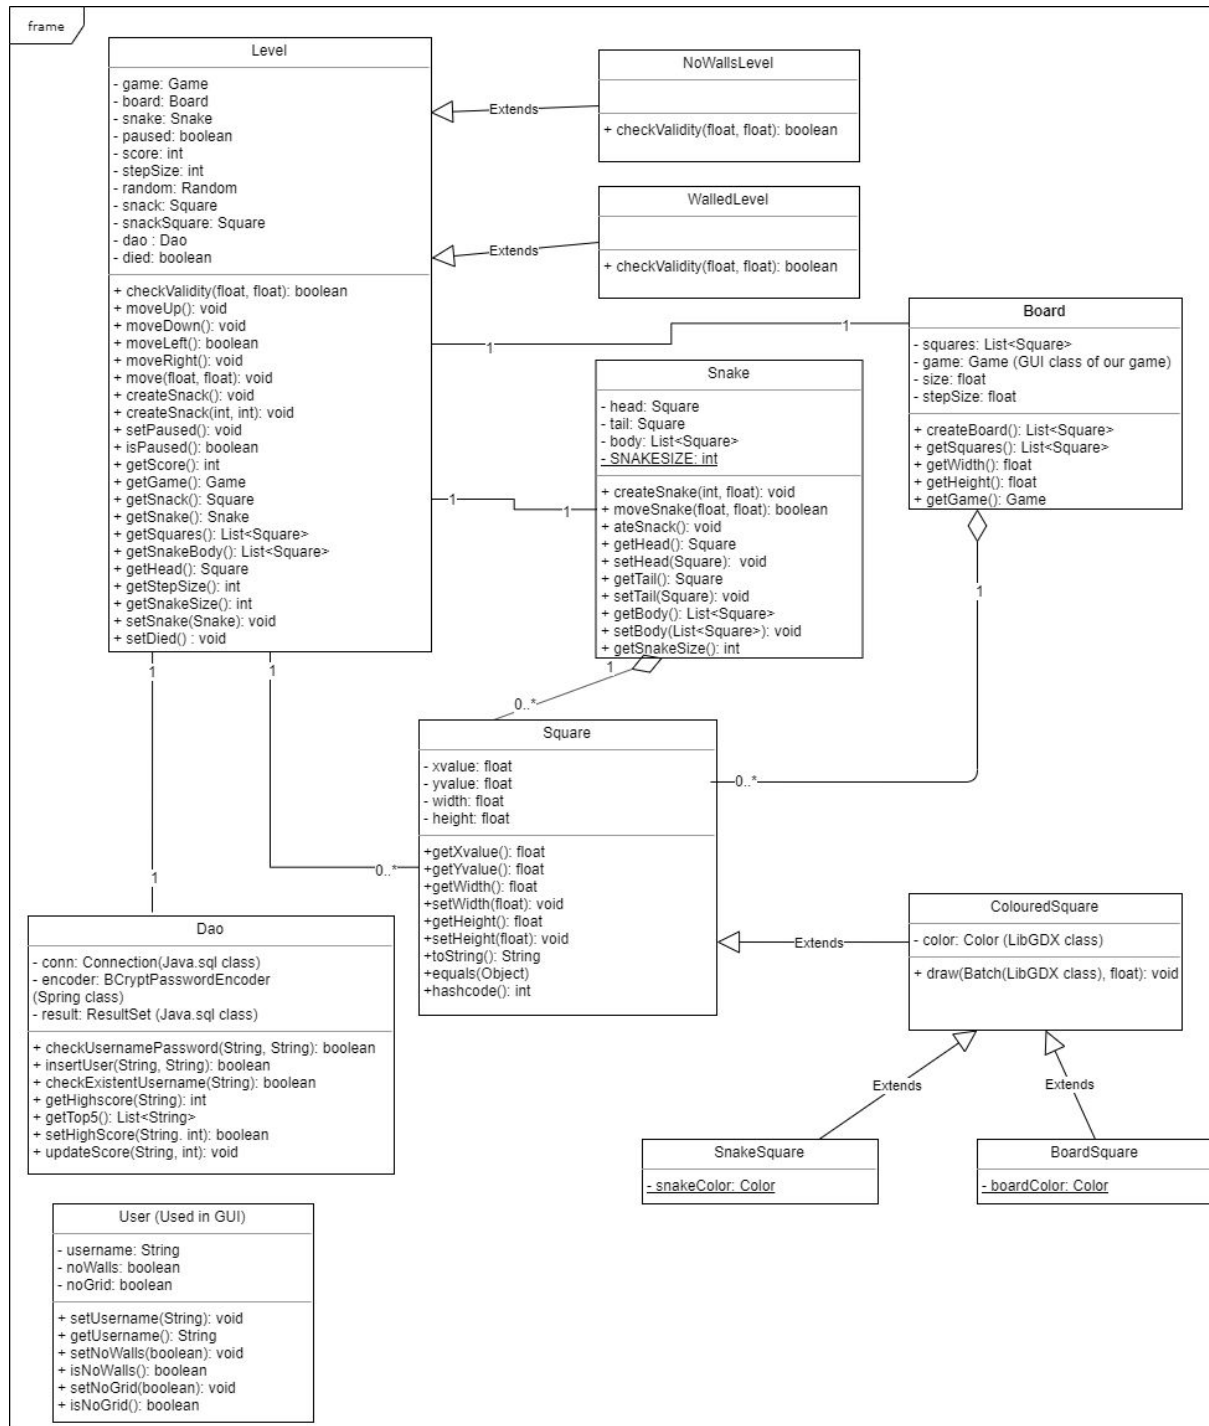 frame
Level
- game: Game
- board: Board
- snake: Snake
- paused: boolean
- score: int
- stepSize: int
- random: Random
- snack: Square
- snackSquare: Square
- dao : Dao
- died: boolean
+ checkValidity(float, float): boolean
+ moveUp(): void
+ moveDown(): void
+ moveLeft(): boolean
+ moveRight(): void
+ move(float, float): void
+ createSnack(): void
+ createSnack(int, int): void
+ setPaused(): void
+ isPaused(): boolean
+ getScore(): int
+ getGame(): Game
+ getSnack(): Square
+ getSnake(): Snake
+ getSquares(): List<Square>
+ getSnakeBody(): List<Square>
+ getHead(): Square
+ getStepSize(): int
+ getSnakeSize(): int
+ setSnake(Snake): void
+ setDied() : void
Extends
NoWallsLevel
+ checkValidity(float, float): boolean
Extends
WalledLevel
+ checkValidity(float, float): boolean
1
1
Board
- squares: List<Square>
- game: Game (GUI class of our game)
- size: float
- stepSize: float
+ createBoard(): List<Square>
+ getSquares(): List<Square>
+ getWidth(): float
+ getHeight(): float
+ getGame(): Game
1
1
Snake
- head: Square
- tail: Square
- body: List<Square>
- SNAKESIZE: int
+ createSnake(int, float): void
+ moveSnake(float, float): boolean
+ ateSnack(): void
+ getHead(): Square
+ setHead(Square): void
+ getTail(): Square
+ setTail(Square): void
+ getBody(): List<Square>
+ setBody(List<Square>): void
+ getSnakeSize(): int
1
0..*
1
0..*
1
1
1
0..*
Square
- xvalue: float
- yvalue: float
- width: float
- height: float
+getXvalue(): float
+getYvalue(): float
+getWidth(): float
+setWidth(float): void
+getHeight(): float
+setHeight(float): void
+toString(): String
+equals(Object)
+hashcode(): int
Extends
ColouredSquare
- color: Color (LibGDX class)
+ draw(Batch(LibGDX class), float): void
Extends
Extends
SnakeSquare
- snakeColor: Color
BoardSquare
- boardColor: Color
Dao
- conn: Connection(Java.sql class)
- encoder: BCryptPasswordEncoder
(Spring class)
- result: ResultSet (Java.sql class)
+ checkUsernamePassword(String, String): boolean
+ insertUser(String, String): boolean
+ checkExistentUsername(String): boolean
+ getHighscore(String): int
+ getTop5(): List<String>
+ setHighScore(String. int): boolean
+ updateScore(String, int): void
User (Used in GUI)
- username: String
- noWalls: boolean
- noGrid: boolean
+ setUsername(String): void
+ getUsername(): String
+ setNoWalls(boolean): void
+ isNoWalls(): boolean
+ setNoGrid(boolean): void
+ isNoGrid(): boolean